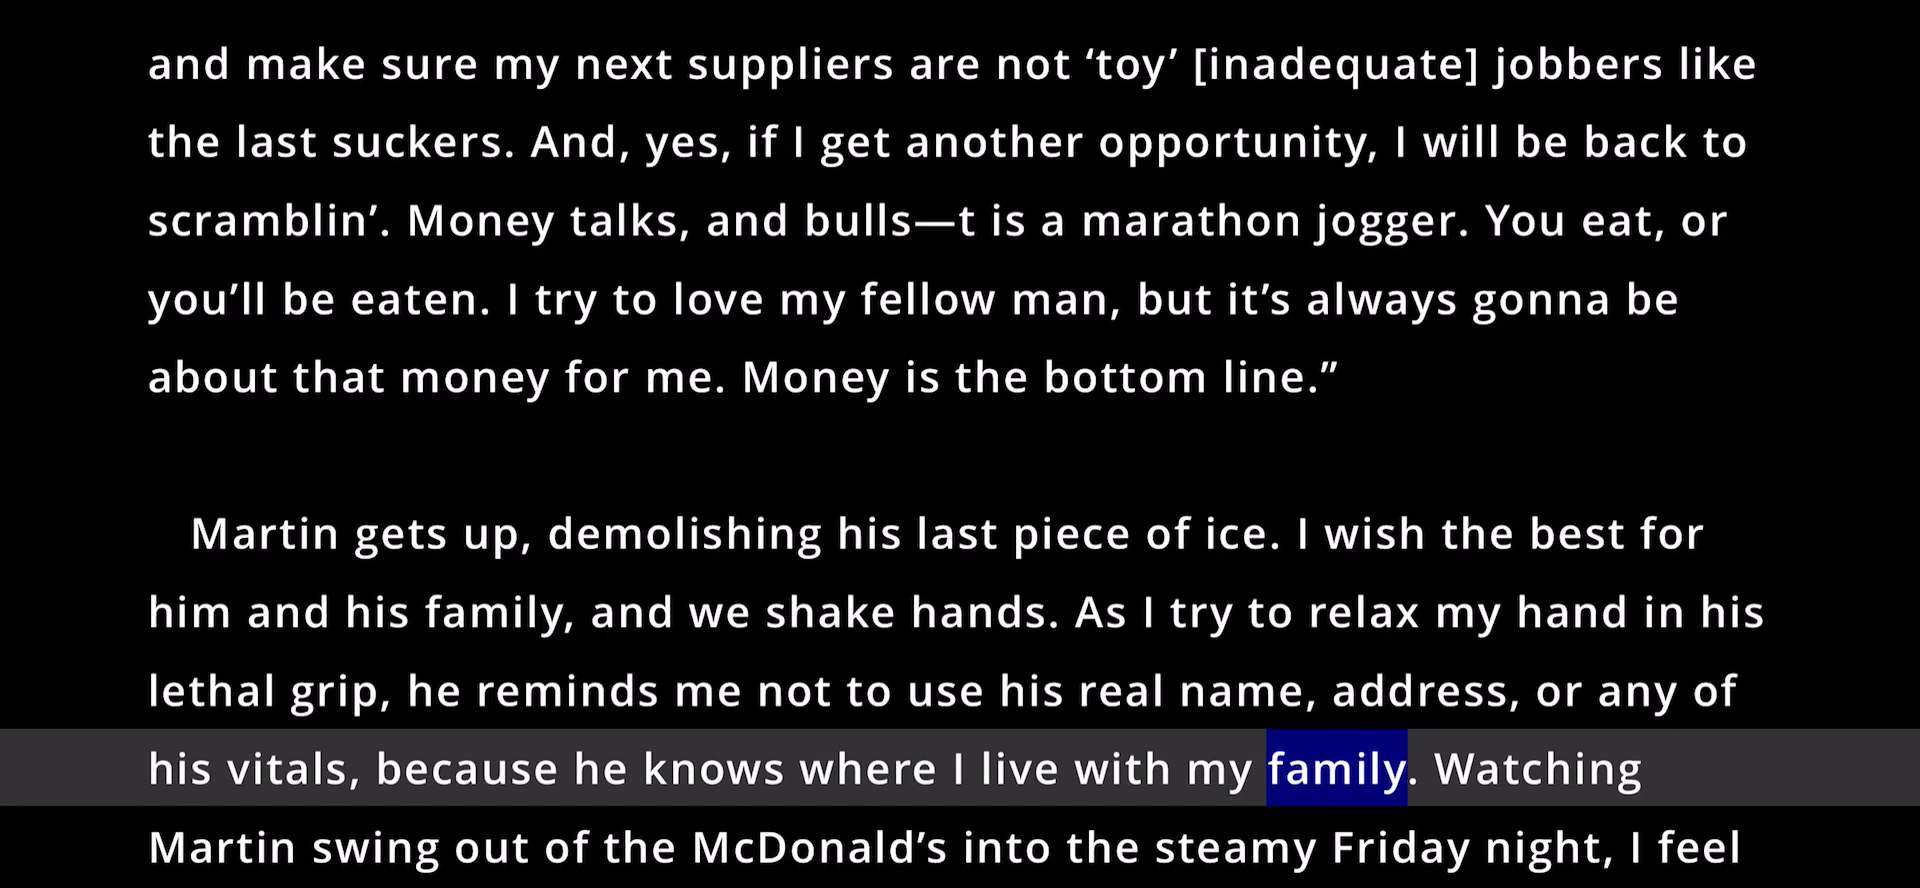 and make sure my next suppliers are not ‘toy’ [inadequate] jobbers like
the last suckers. And, yes, if I get another opportunity, I will be back to
scramblin’. Money talks, and bulls—t is a marathon jogger. You eat, or
you’ll be eaten. I try to love my fellow man, but it’s always gonna be
about that money for me. Money is the bottom line.”
Martin gets up, demolishing his last piece of ice. I wish the best for
him and his family, and we shake hands. As I try to relax my hand in his
lethal grip, he reminds me not to use his real name, address, or any of
his vitals, because he knows where I live with my family. Watching
Martin swing out of the McDonald’s into the steamy Friday night, I feel